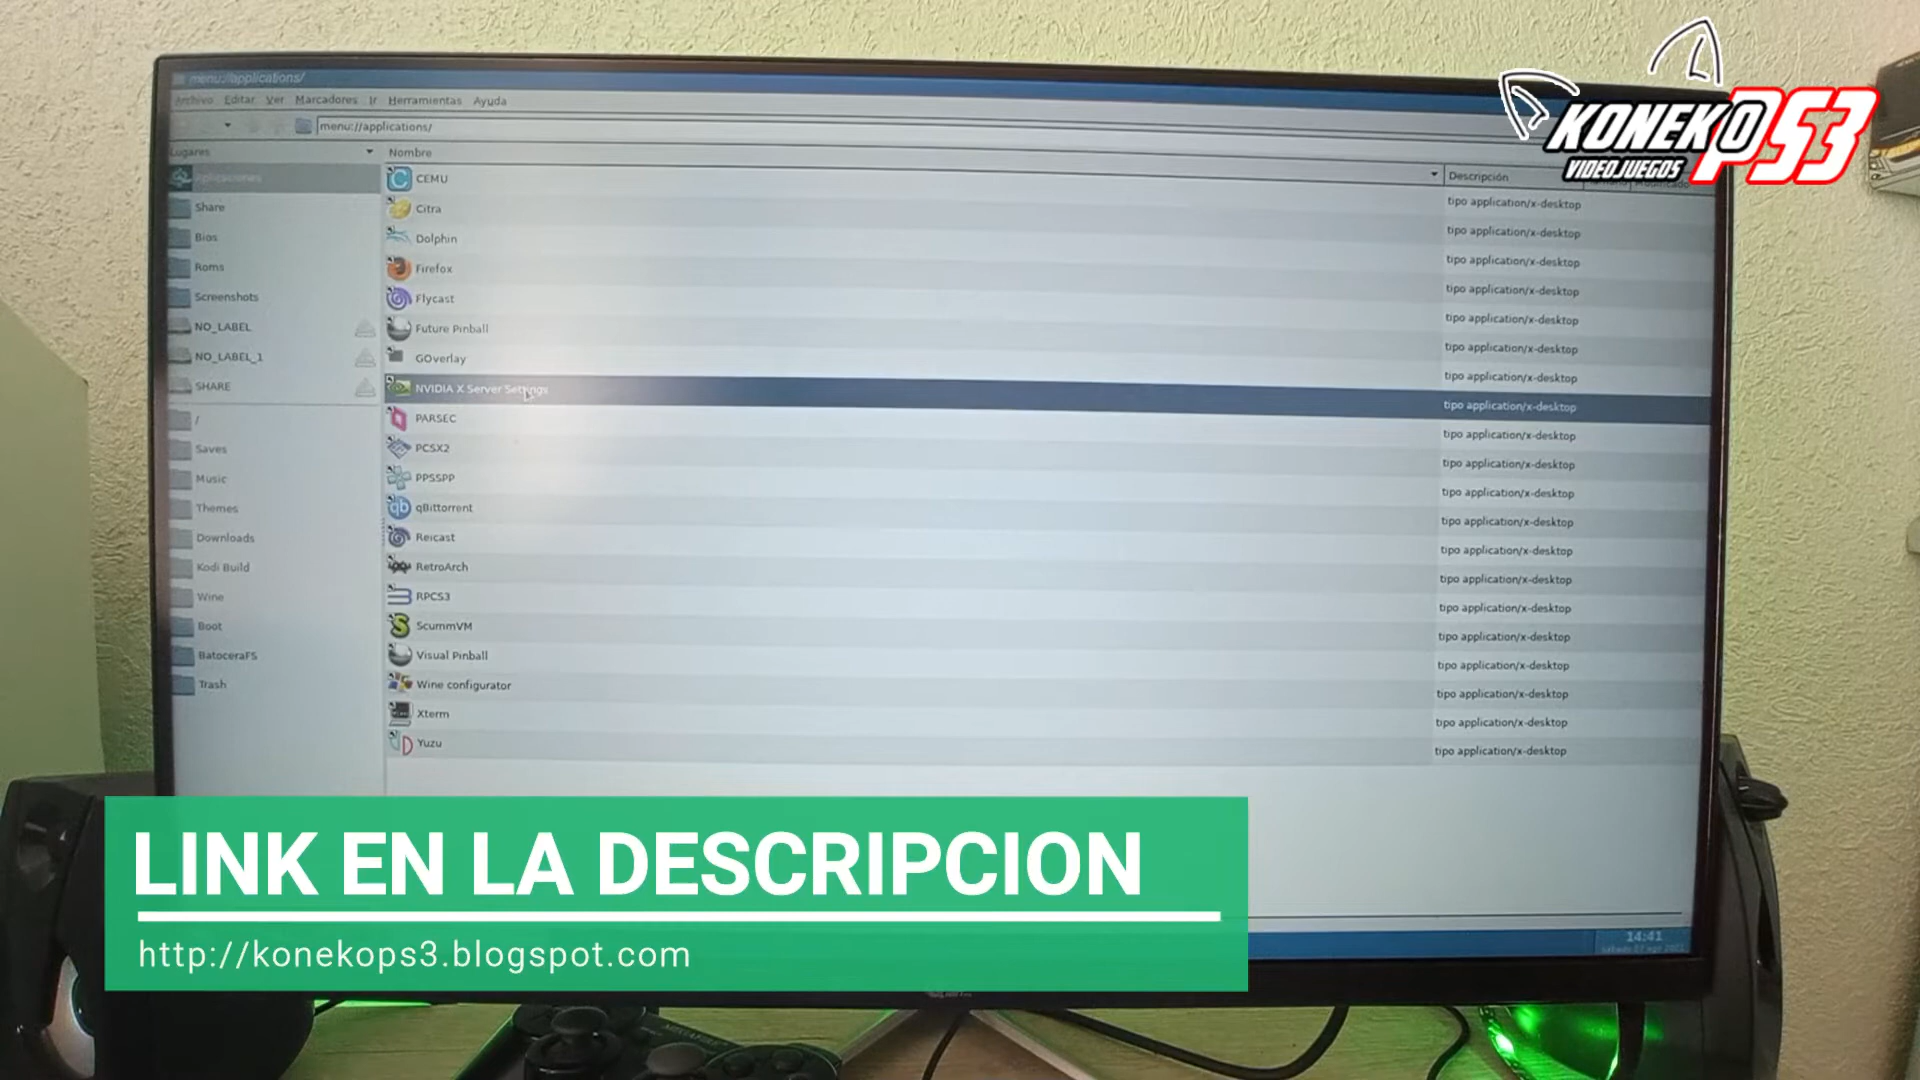 menu://applications/
Archivo Editar Ver Marcadores Ir Herramientas Ayuda
menu://applications/
Lugares
Nombre
Descripción
Aplicaciones
Share
Bios
Roms
Screenshots
NO_LABEL
NO_LABEL_1
SHARE
/
Saves
Music
Themes
Downloads
Kodi Build
Wine
Boot
BatoceraFS
Trash
CEMU
tipo application/x-desktop
Citra
tipo application/x-desktop
Dolphin
tipo application/x-desktop
Firefox
tipo application/x-desktop
Flycast
tipo application/x-desktop
Future Pinball
tipo application/x-desktop
GOverlay
tipo application/x-desktop
NVIDIA X Server Settings
tipo application/x-desktop
PARSEC
tipo application/x-desktop
PCSX2
tipo application/x-desktop
PPSSPP
tipo application/x-desktop
qBittorrent
tipo application/x-desktop
Reicast
tipo application/x-desktop
RetroArch
tipo application/x-desktop
RPCS3
tipo application/x-desktop
ScummVM
tipo application/x-desktop
Visual Pinball
tipo application/x-desktop
Wine configurator
tipo application/x-desktop
Xterm
tipo application/x-desktop
Yuzu
tipo application/x-desktop
14:41
KONEKO PS3
VIDEOJUEGOS
LINK EN LA DESCRIPCION
http://konekops3.blogspot.com